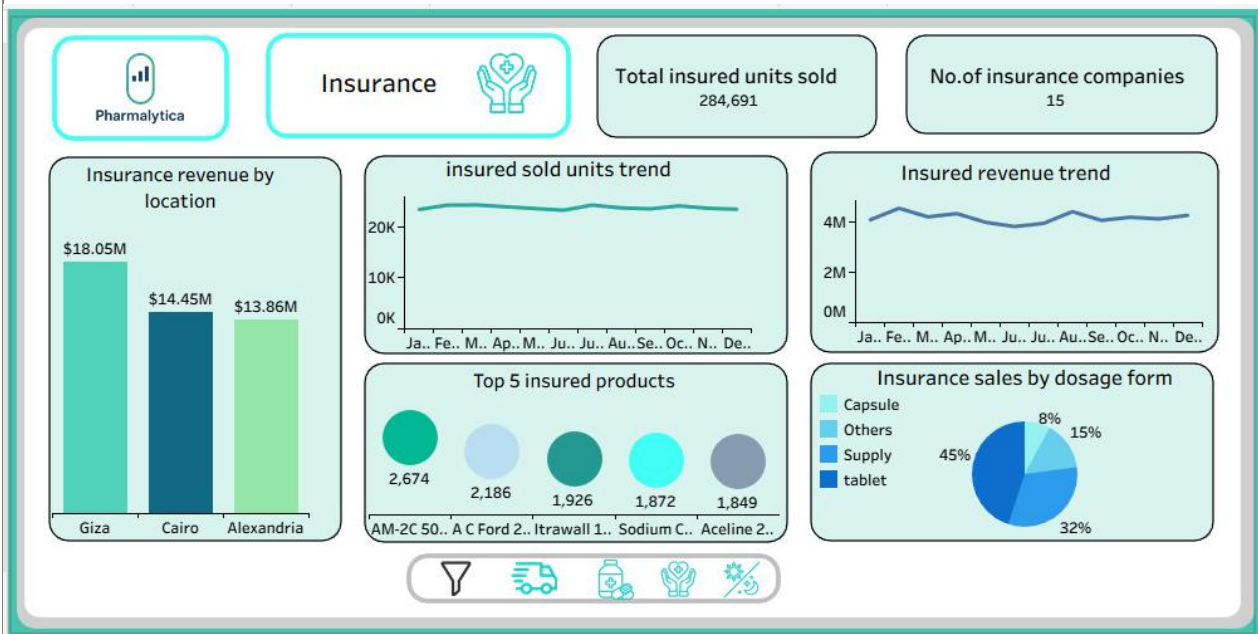 Pharmalytica
Insurance
Total insured units sold
284,691
No.of insurance companies
15
Insurance revenue by
location
$18.05M
$14.45M
$13.86M
Giza Cairo Alexandria
insured sold units trend
20K
10K
0K
Ja.. Fe.. M.. Ap.. M.. Ju.. Ju.. Au.. Se.. Oc.. N.. De..
Insured revenue trend
4M
2M
0M
Ja.. Fe.. M.. Ap.. M.. Ju.. Ju.. Au.. Se.. Oc.. N.. De..
Top 5 insured products
2,674
2,186
1,926
1,872
1,849
AM-2C 50.. A C Ford 2.. Itrawall 1.. Sodium C.. Aceline 2..
Insurance sales by dosage form
Capsule
Others
Supply
tablet
8%
15%
45%
32%